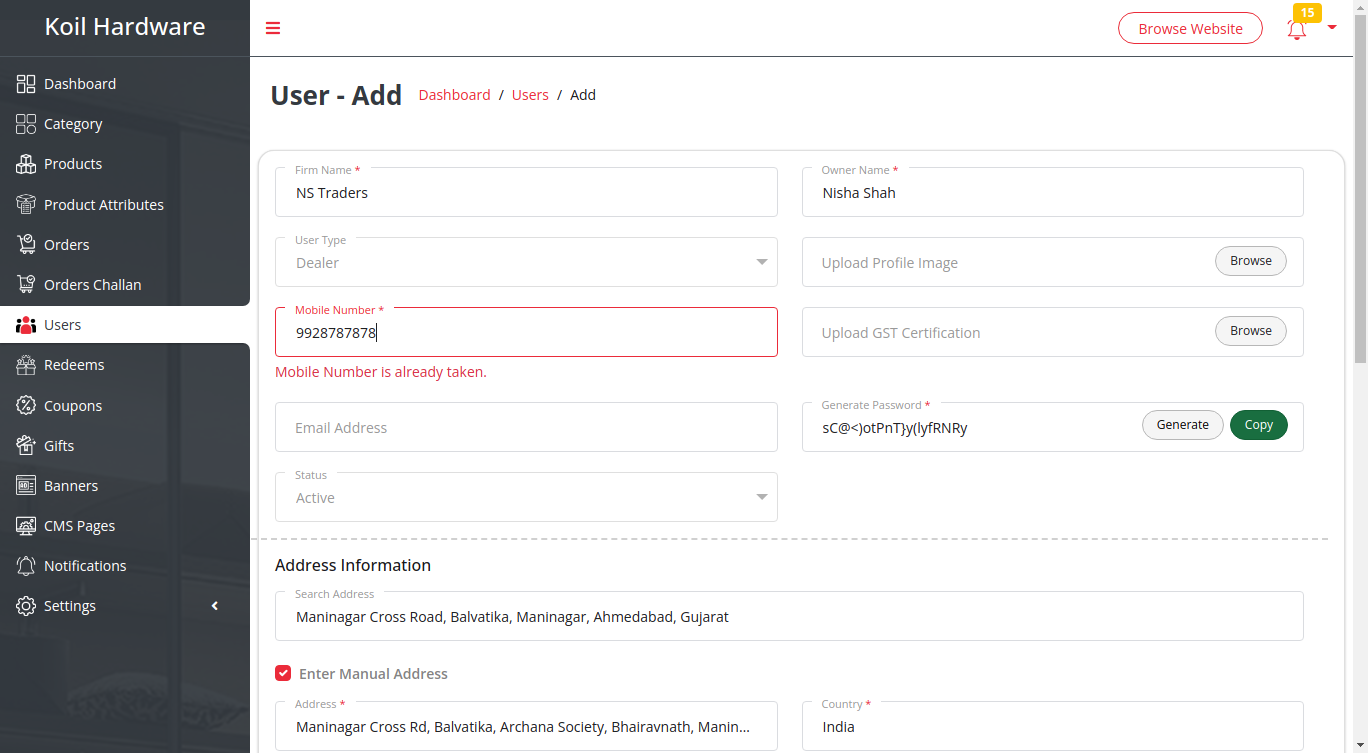 Koil Hardware
Dashboard
Category
Products
Product Attributes
Orders
Orders Challan
Users
Redeems
Coupons
Gifts
Banners
CMS Pages
Notifications
Settings
Browse Website
15
User - Add
Dashboard / Users / Add
Firm Name *
NS Traders
Owner Name *
Nisha Shah
User Type
Dealer
Upload Profile Image
Browse
Mobile Number *
9928787878
Mobile Number is already taken.
Upload GST Certification
Browse
Email Address
Generate Password *
sC@<)otPnT}y(lyfRNRy
Generate
Copy
Status
Active
Address Information
Search Address
Maninagar Cross Road, Balvatika, Maninagar, Ahmedabad, Gujarat
Enter Manual Address
Address *
Maninagar Cross Rd, Balvatika, Archana Society, Bhairavnath, Manin...
Country *
India